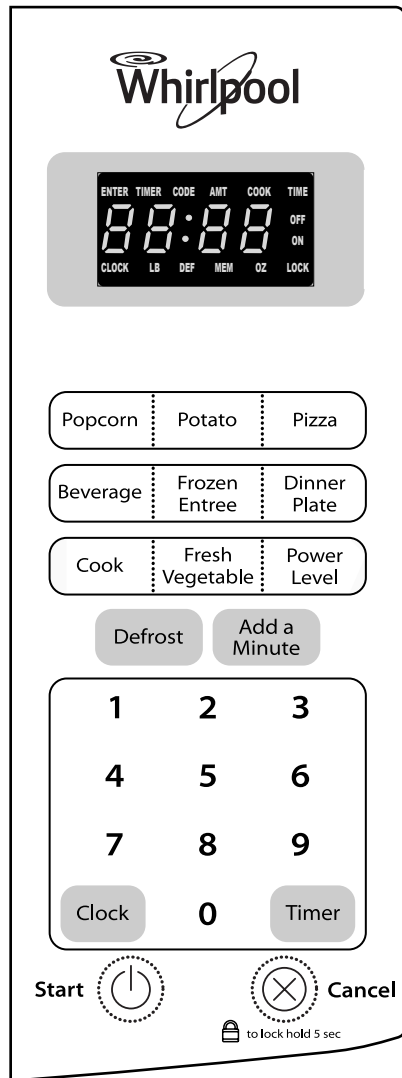 Whirlpool
ENTER TIMER CODE AMT COOK TIME
88:88
OFF
ON
CLOCK LB DEF MEM OZ LOCK
Popcorn Potato Pizza
Beverage Frozen Entree Dinner Plate
Cook Fresh Vegetable Power Level
Defrost Add a Minute
1 2 3
4 5 6
7 8 9
Clock 0 Timer
Start Cancel
to lock hold 5 sec